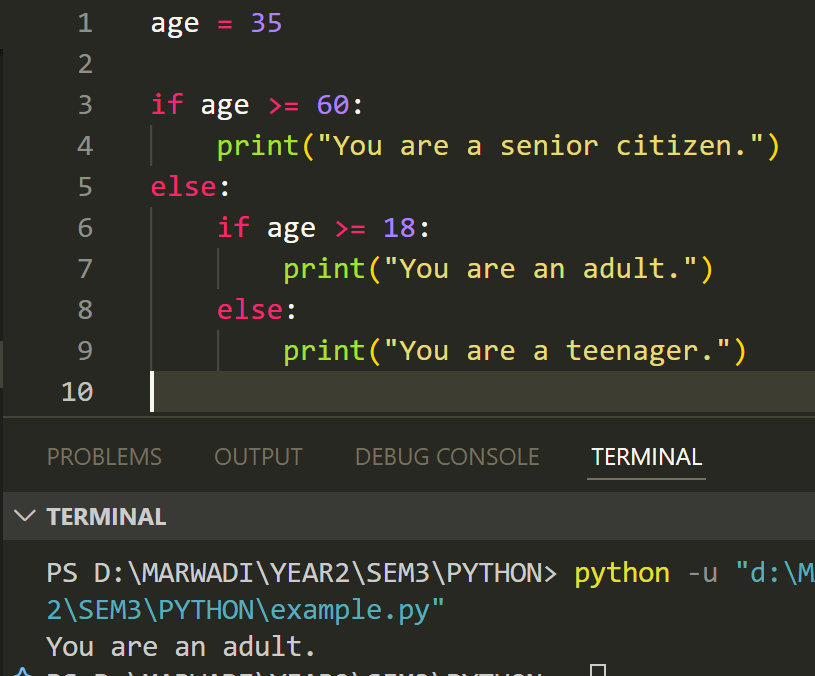 1 age = 35
2
3 if age >= 60:
4     print("You are a senior citizen.")
5 else:
6     if age >= 18:
7         print("You are an adult.")
8     else:
9         print("You are a teenager.")
10
PROBLEMS OUTPUT DEBUG CONSOLE TERMINAL
TERMINAL
PS D:\MARWADI\YEAR2\SEM3\PYTHON> python -u "d:\M
2\SEM3\PYTHON\example.py"
You are an adult.